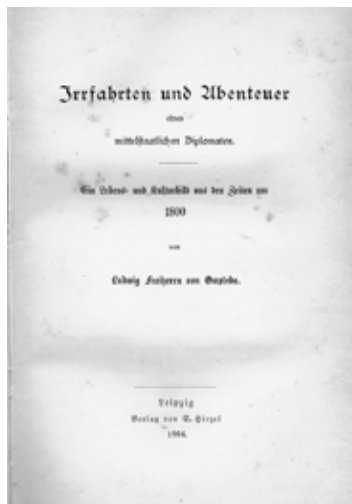 Irrfahrten und Abenteuer
eines
mittelstaatlichen Diplomaten.
Ein Lebens- und Kulturbild aus den Zeiten um
1800
von
Ludwig Freiherrn von Ompteda.
Leipzig
Verlag von S. Hirzel
1894.